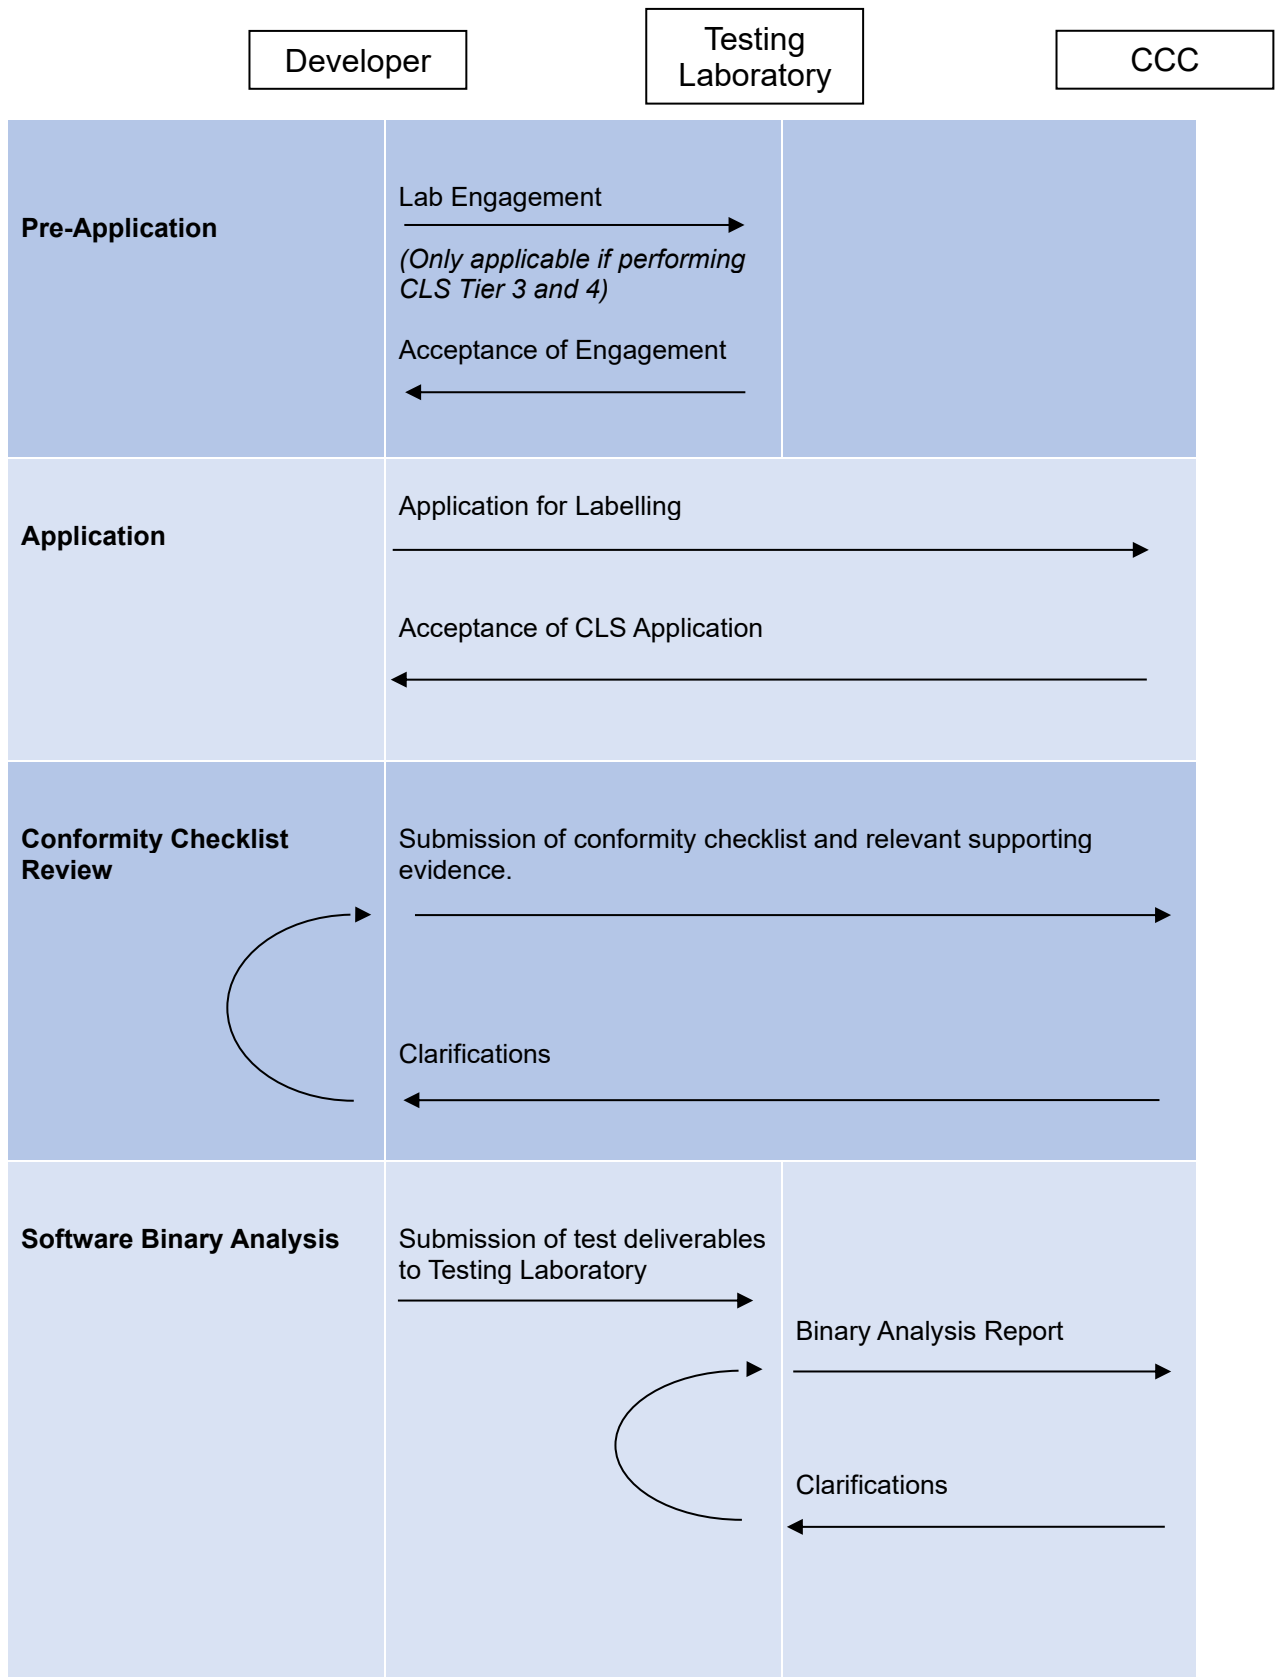 Developer
Testing
Laboratory
CCC
Pre-Application
Lab Engagement
(Only applicable if performing
CLS Tier 3 and 4)
Acceptance of Engagement
Application
Application for Labelling
Acceptance of CLS Application
Conformity Checklist
Review
Submission of conformity checklist and relevant supporting
evidence.
Clarifications
Software Binary Analysis
Submission of test deliverables
to Testing Laboratory
Binary Analysis Report
Clarifications